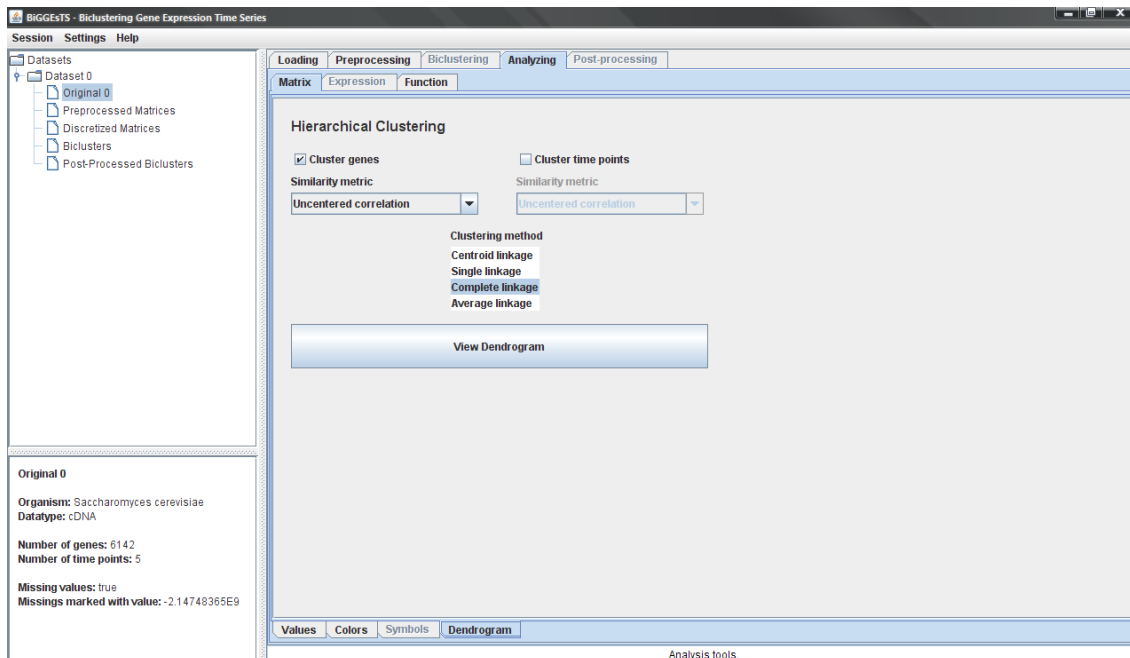 BiGGEsTS - Biclustering Gene Expression Time Series
Session Settings Help
Datasets
Dataset 0
Original 0
Preprocessed Matrices
Discretized Matrices
Biclusters
Post-Processed Biclusters
Original 0
Organism: Saccharomyces cerevisiae
Datatype: cDNA
Number of genes: 6142
Number of time points: 5
Missing values: true
Missings marked with value: -2.14748365E9
Loading Preprocessing Biclustering Analyzing Post-processing
Matrix Expression Function
Hierarchical Clustering
Cluster genes Cluster time points
Similarity metric Similarity metric
Uncentered correlation Uncentered correlation
Clustering method
Centroid linkage
Single linkage
Complete linkage
Average linkage
View Dendrogram
Values Colors Symbols Dendrogram
Analysis tools.